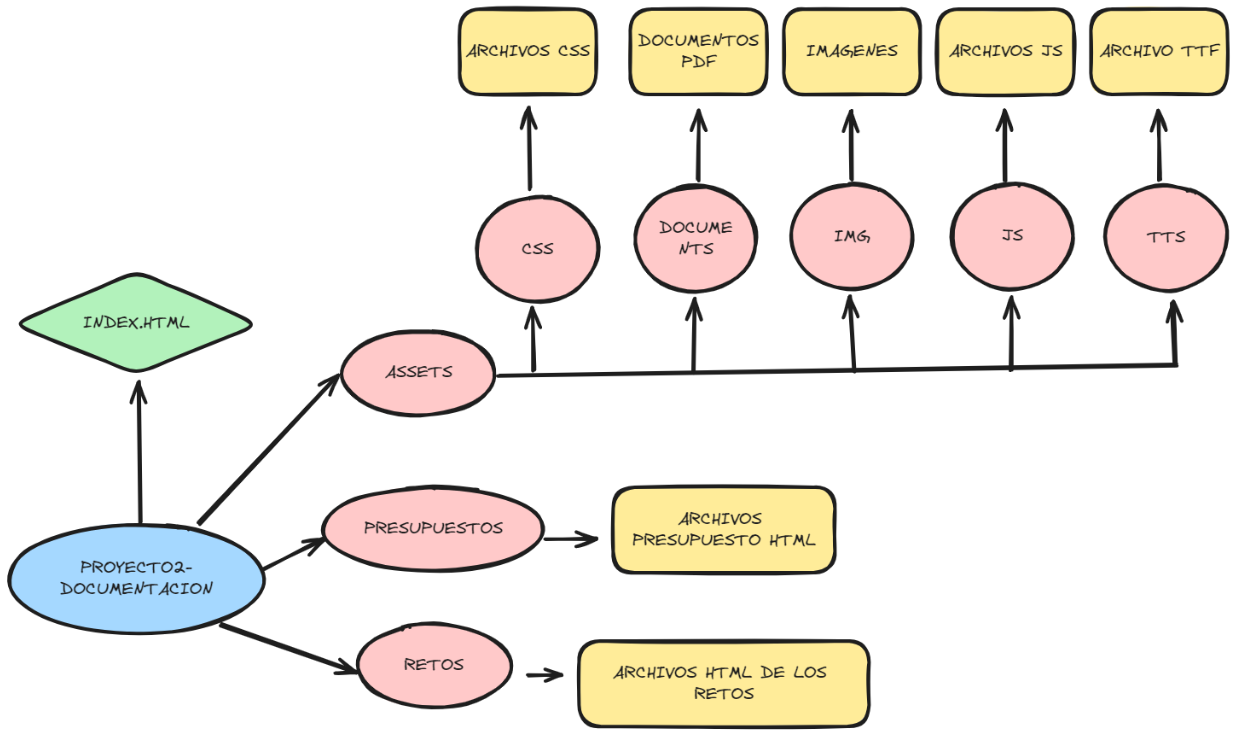 ARCHIVOS CSS
DOCUMENTOS
PDF
IMAGENES
ARCHIVOS JS
ARCHIVO TTF
CSS
DOCUME
NTS
IMG
JS
TTS
INDEX.HTML
ASSETS
PRESUPUESTOS
ARCHIVOS
PRESUPUESTO HTML
PROYECTO2-
DOCUMENTACION
RETOS
ARCHIVOS HTML DE LOS
RETOS